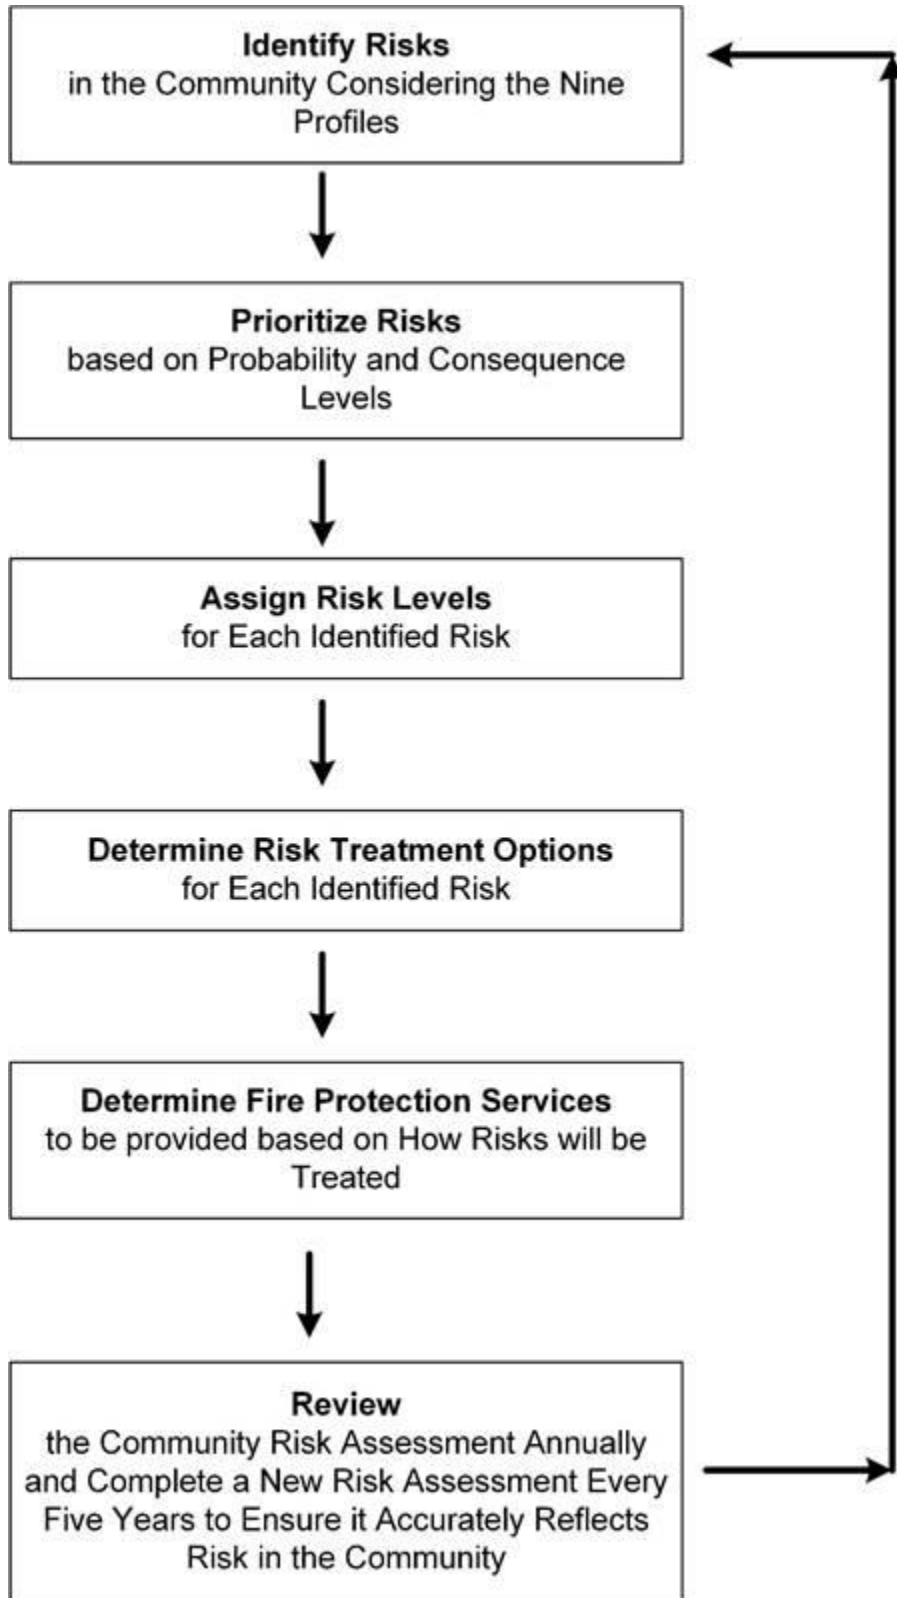 Identify Risks
in the Community Considering the Nine
Profiles
Prioritize Risks
based on Probability and Consequence
Levels
Assign Risk Levels
for Each Identified Risk
Determine Risk Treatment Options
for Each Identified Risk
Determine Fire Protection Services
to be provided based on How Risks will be
Treated
Review
the Community Risk Assessment Annually
and Complete a New Risk Assessment Every
Five Years to Ensure it Accurately Reflects
Risk in the Community